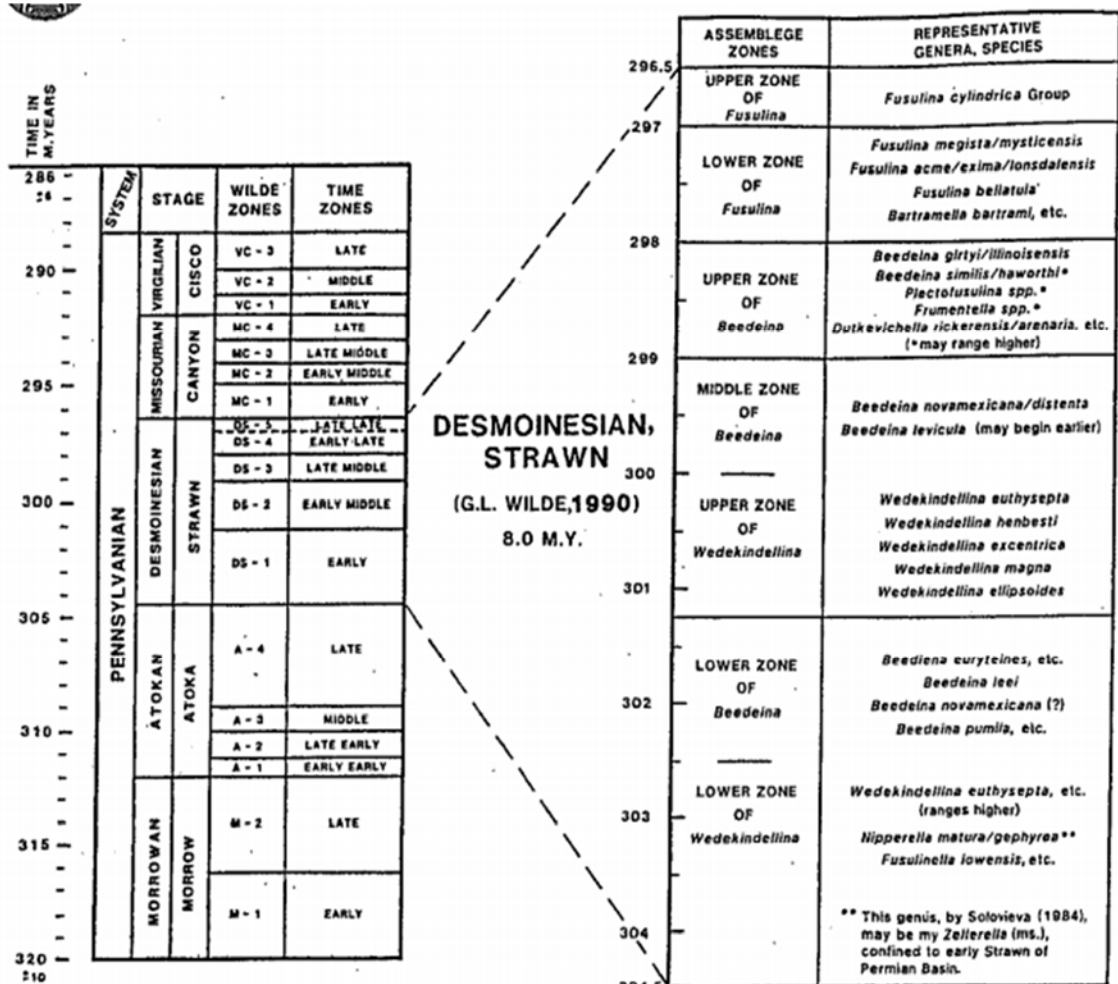 TIME IN
M.YEARS
286
±6
290
295
300
305
310
315
320
±10
SYSTEM
STAGE
WILDE
ZONES
TIME
ZONES
PENNSYLVANIAN
VIRGILIAN
CISCO
VC - 3
LATE
VC - 2
MIDDLE
VC - 1
EARLY
MISSOURIAN
CANYON
MC - 4
LATE
MC - 3
LATE MIDDLE
MC - 2
EARLY MIDDLE
MC - 1
EARLY
DESMOINESIAN
STRAWN
DS - 5
LATE LATE
DS - 4
EARLY LATE
DS - 3
LATE MIDDLE
DS - 2
EARLY MIDDLE
DS - 1
EARLY
ATOKAN
ATOKA
A - 4
LATE
A - 3
MIDDLE
A - 2
LATE EARLY
A - 1
EARLY EARLY
MORROWAN
MORROW
M - 2
LATE
M - 1
EARLY
DESMOINESIAN,
STRAWN
(G.L. WILDE,1990)
8.0 M.Y.
ASSEMBLEGE
ZONES
REPRESENTATIVE
GENERA, SPECIES
296.5
UPPER ZONE
OF
Fusulina
Fusulina cylindrica Group
297
LOWER ZONE
OF
Fusulina
Fusulina megista/mysticensis
Fusulina acme/exima/lonsdalensis
Fusulina bellatula
Bartramella bartrami, etc.
298
UPPER ZONE
OF
Beedeina
Beedeina girtyi/illinoisensis
Beedeina similis/haworthi*
Plectofusulina spp.*
Frumentella spp.*
Dutkevichella rickerensis/arenaria, etc.
(*may range higher)
299
MIDDLE ZONE
OF
Beedeina
Beedeina novamexicana/distenta
Beedeina levicula (may begin earlier)
300
UPPER ZONE
OF
Wedekindellina
Wedekindellina euthysepta
Wedekindellina henbesti
Wedekindellina excentrica
Wedekindellina magna
Wedekindellina ellipsoides
301
LOWER ZONE
OF
Beedeina
Beediena euryteines, etc.
Beedeina leei
Beedeina novamexicana (?)
Beedeina pumila, etc.
302
LOWER ZONE
OF
Wedekindellina
Wedekindellina euthysepta, etc.
(ranges higher)
Nipperella matura/gephyrea**
Fusulinella iowensis, etc.
303
304
** This genus, by Solovieva (1984),
may be my Zellerella (ms.),
confined to early Strawn of
Permian Basin.